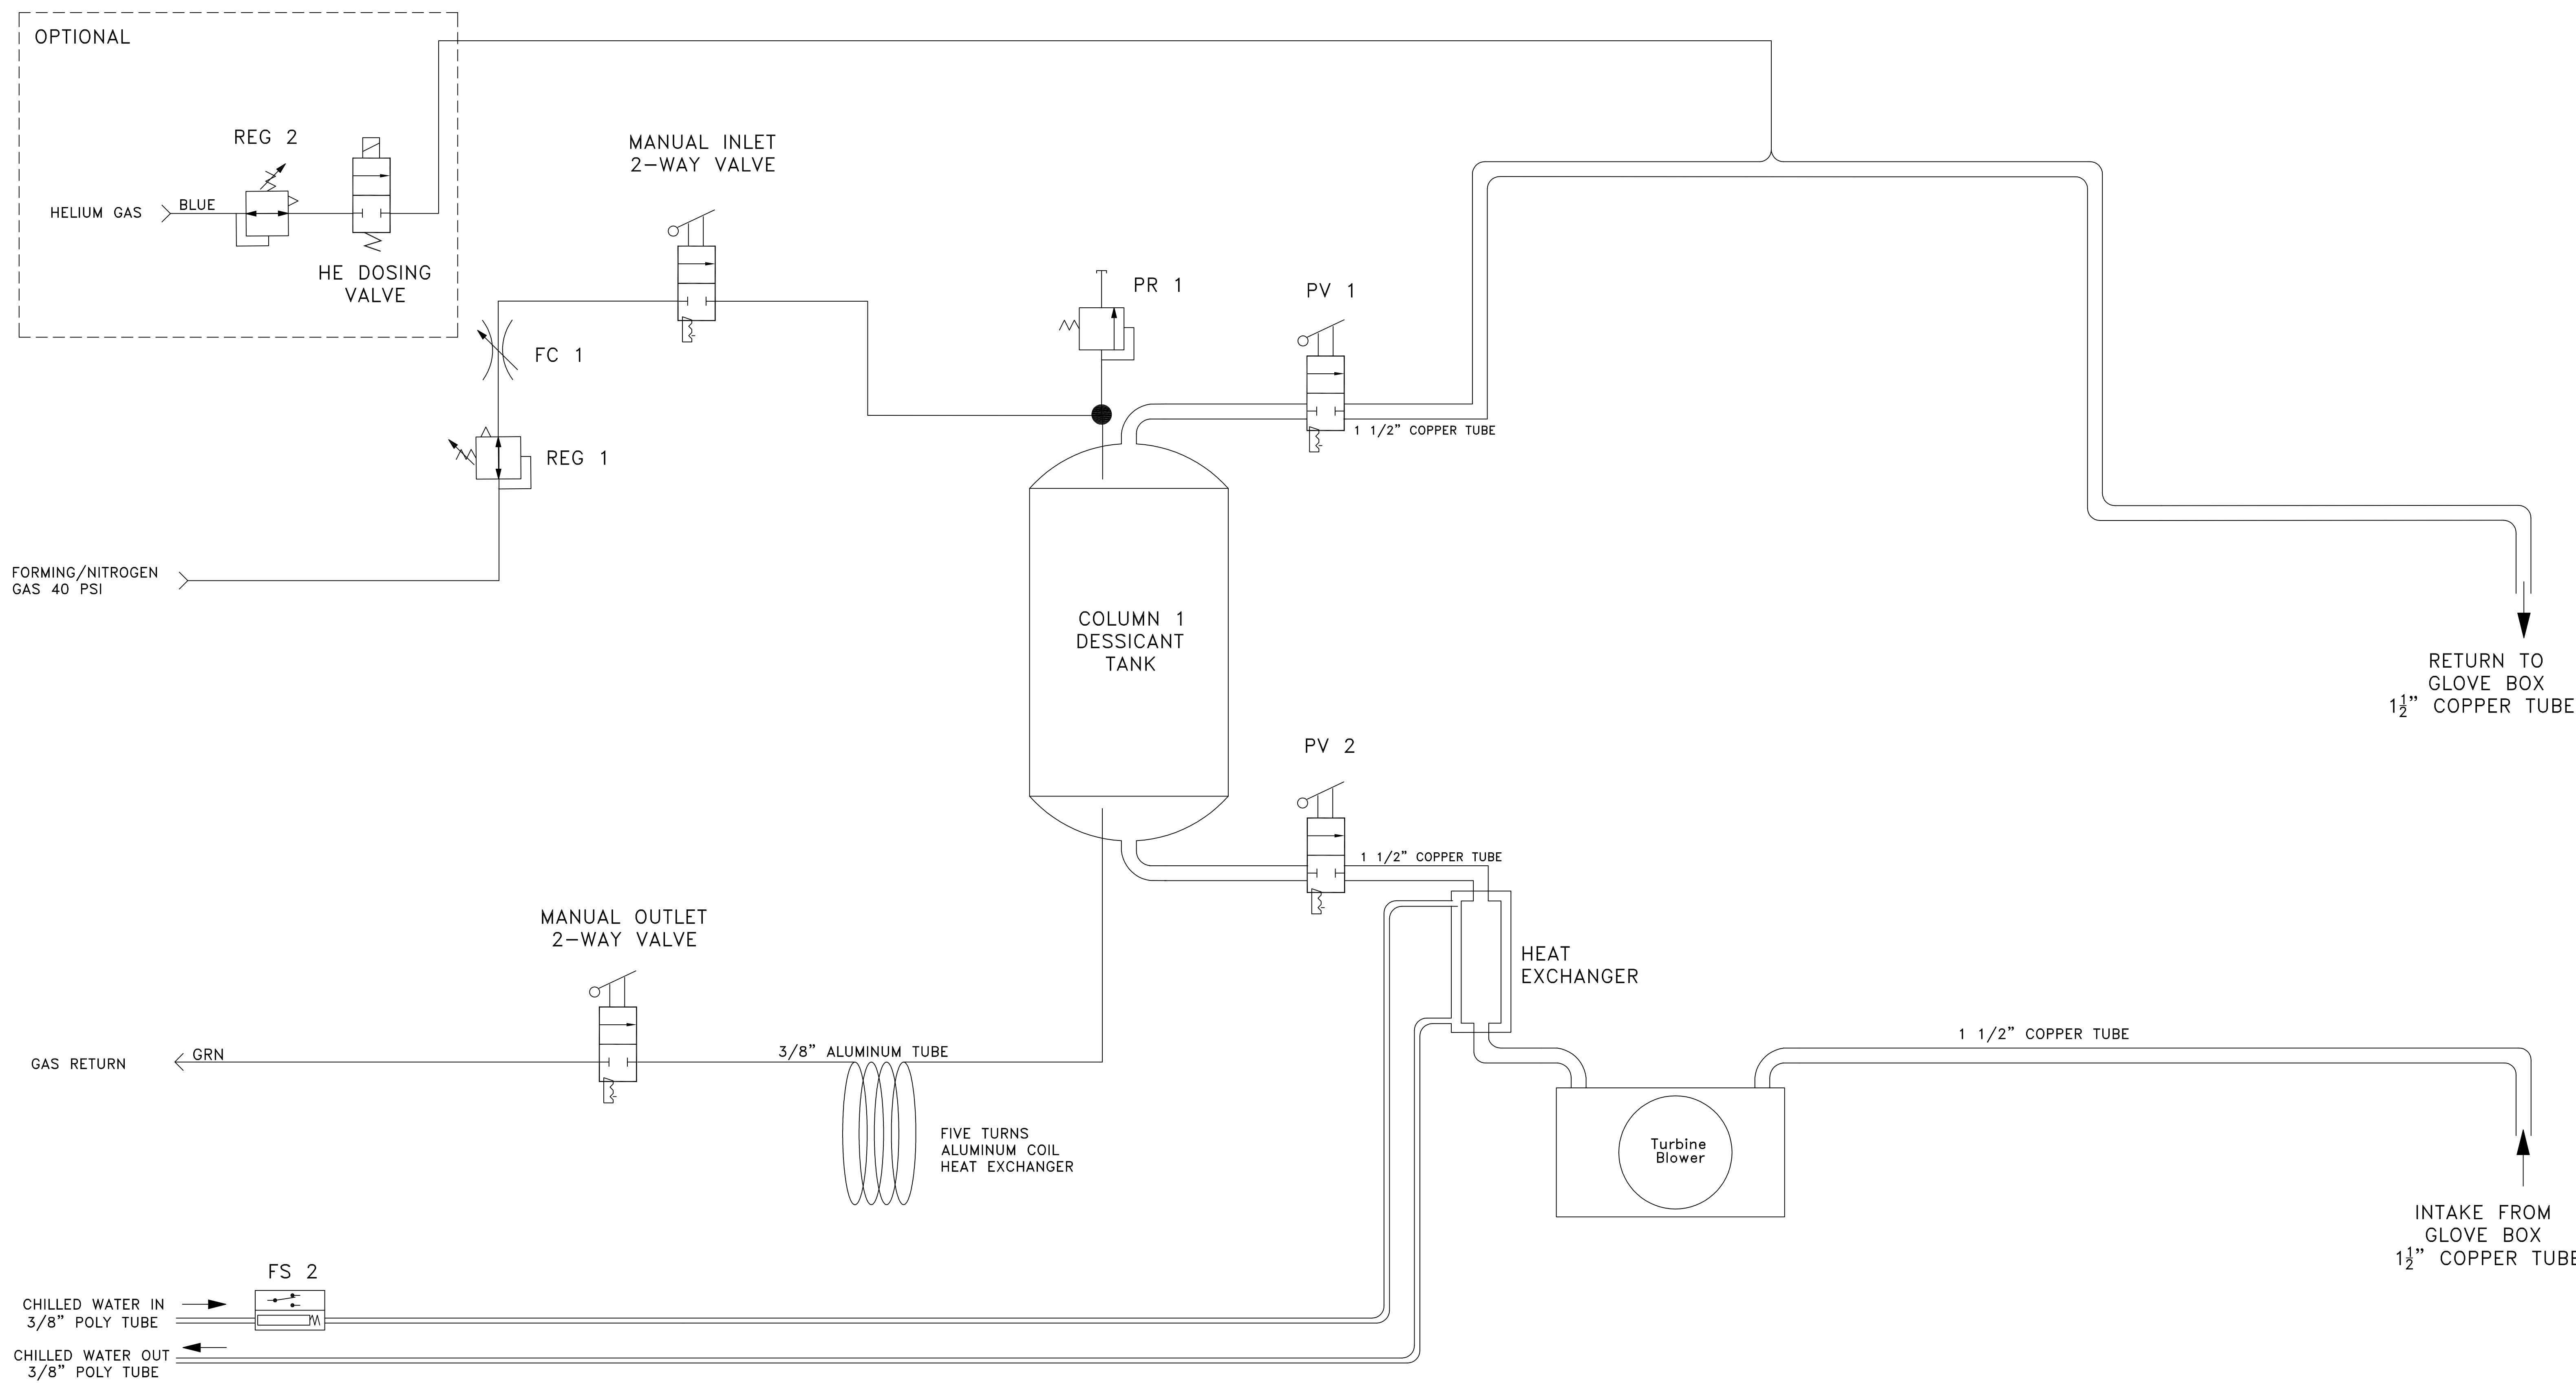 OPTIONAL
REG 2
HELIUM GAS
BLUE
HE DOSING
VALVE
MANUAL INLET
2-WAY VALVE
FC 1
REG 1
PR 1
PV 1
1 1/2” COPPER TUBE
FORMING/NITROGEN
GAS 40 PSI
COLUMN 1
DESSICANT
TANK
RETURN TO
GLOVE BOX
1½” COPPER TUBE
PV 2
1 1/2” COPPER TUBE
HEAT
EXCHANGER
MANUAL OUTLET
2-WAY VALVE
GAS RETURN
GRN
3/8” ALUMINUM TUBE
FIVE TURNS
ALUMINUM COIL
HEAT EXCHANGER
1 1/2” COPPER TUBE
Turbine
Blower
INTAKE FROM
GLOVE BOX
1½” COPPER TUBE
FS 2
CHILLED WATER IN
3/8” POLY TUBE
CHILLED WATER OUT
3/8” POLY TUBE